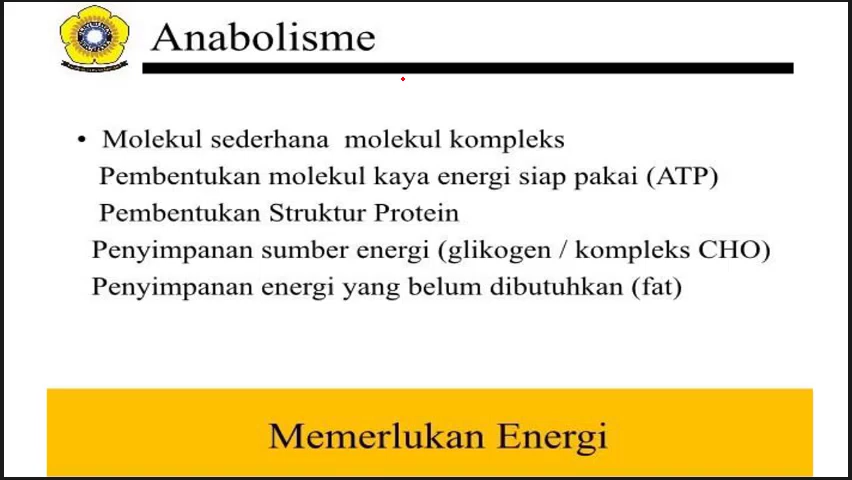 Anabolisme
• Molekul sederhana molekul kompleks
Pembentukan molekul kaya energi siap pakai (ATP)
Pembentukan Struktur Protein
Penyimpanan sumber energi (glikogen / kompleks CHO)
Penyimpanan energi yang belum dibutuhkan (fat)
Memerlukan Energi